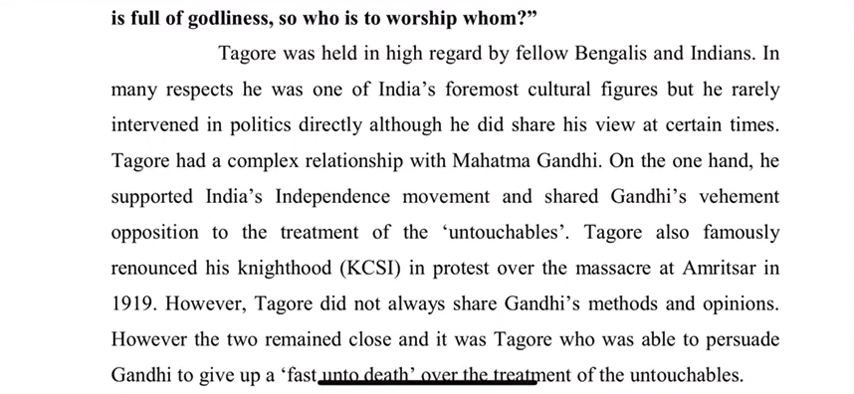 is full of godliness, so who is to worship whom?”
Tagore was held in high regard by fellow Bengalis and Indians. In
many respects he was one of India’s foremost cultural figures but he rarely
intervened in politics directly although he did share his view at certain times.
Tagore had a complex relationship with Mahatma Gandhi. On the one hand, he
supported India’s Independence movement and shared Gandhi’s vehement
opposition to the treatment of the ‘untouchables’. Tagore also famously
renounced his knighthood (KCSI) in protest over the massacre at Amritsar in
1919. However, Tagore did not always share Gandhi’s methods and opinions.
However the two remained close and it was Tagore who was able to persuade
Gandhi to give up a ‘fast unto death’ over the treatment of the untouchables.